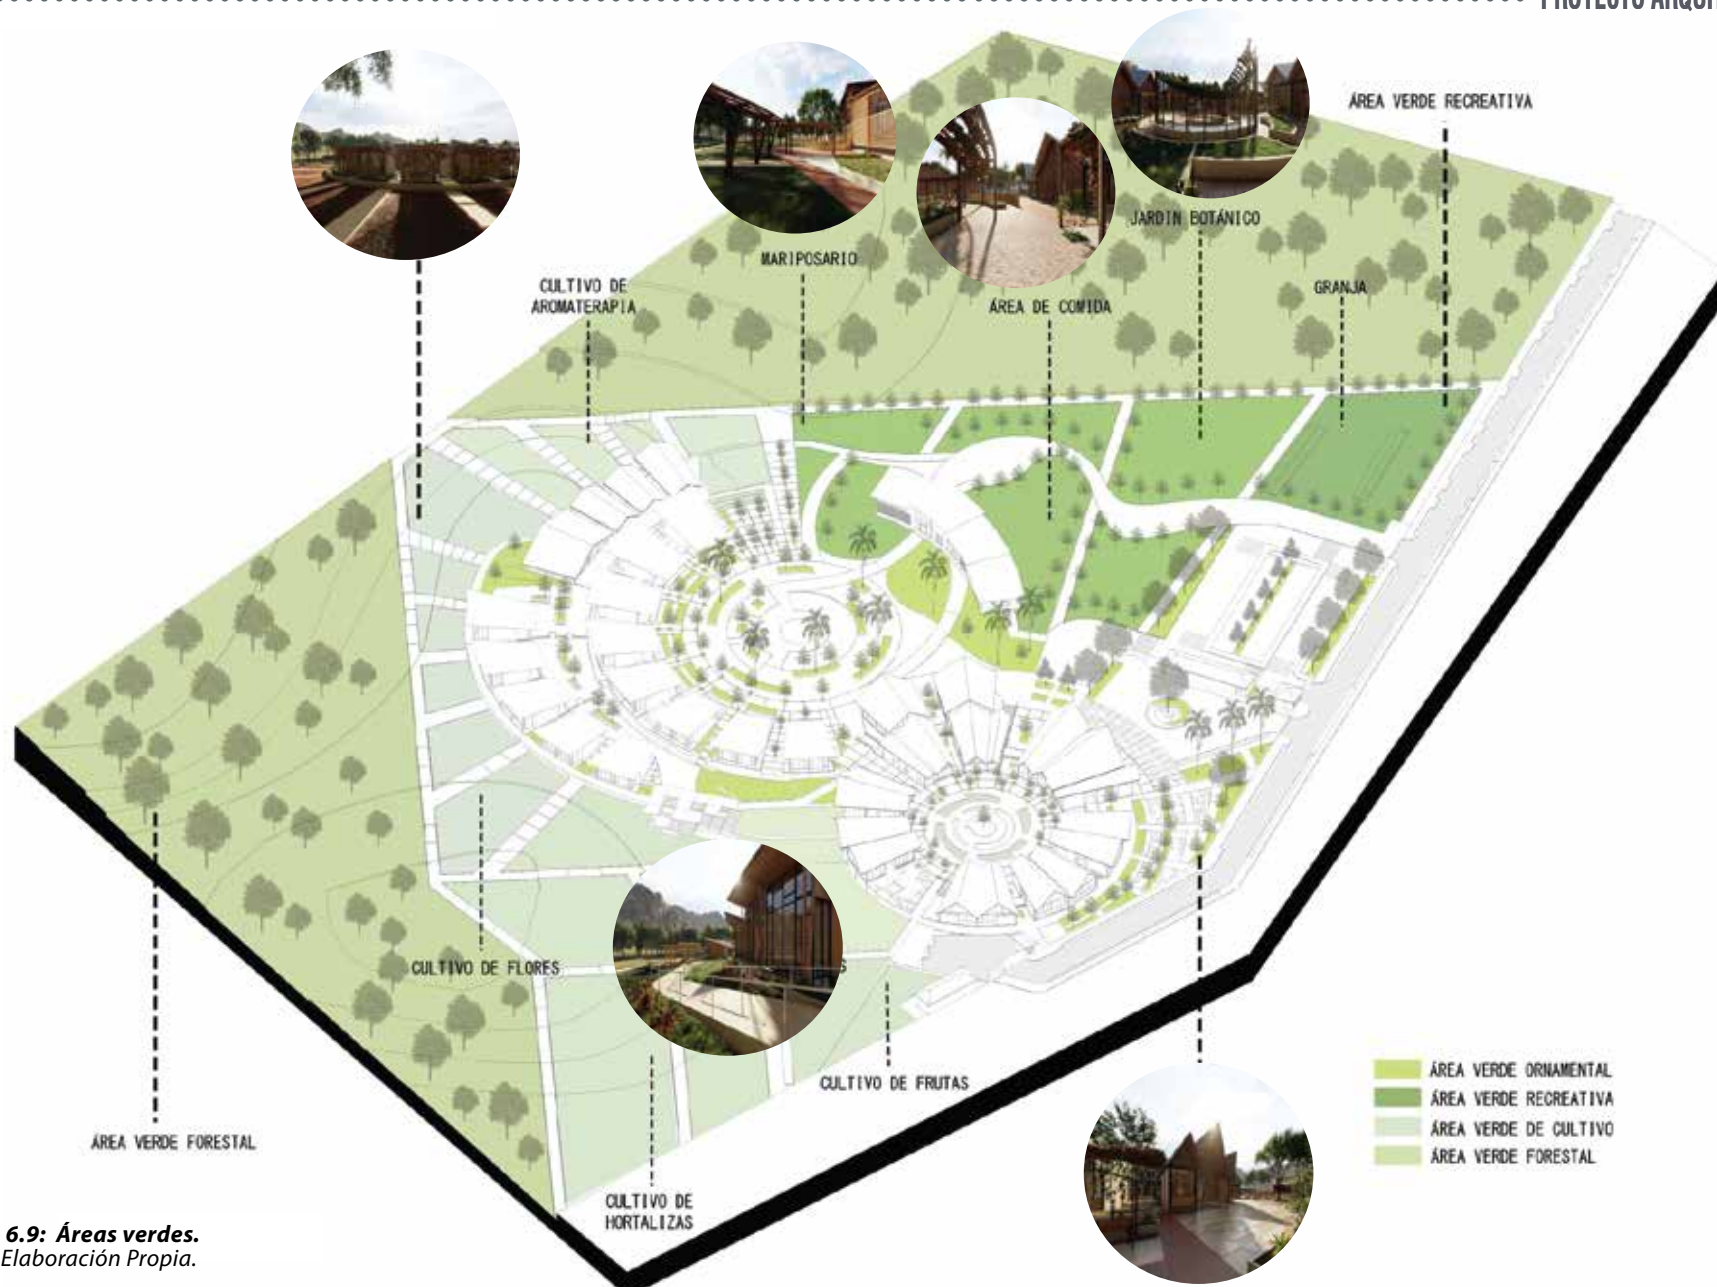 ÁREA VERDE RECREATIVA
JARDIN BOTÁNICO
MARIPOSARIO
CULTIVO DE
AROMATERAPIA
ÁREA DE COMIDA
GRANJA
CULTIVO DE FLORES
CULTIVO DE FRUTAS
ÁREA VERDE FORESTAL
CULTIVO DE
HORTALIZAS
ÁREA VERDE ORNAMENTAL
ÁREA VERDE RECREATIVA
ÁREA VERDE DE CULTIVO
ÁREA VERDE FORESTAL
6.9: Áreas verdes.
Elaboración Propia.